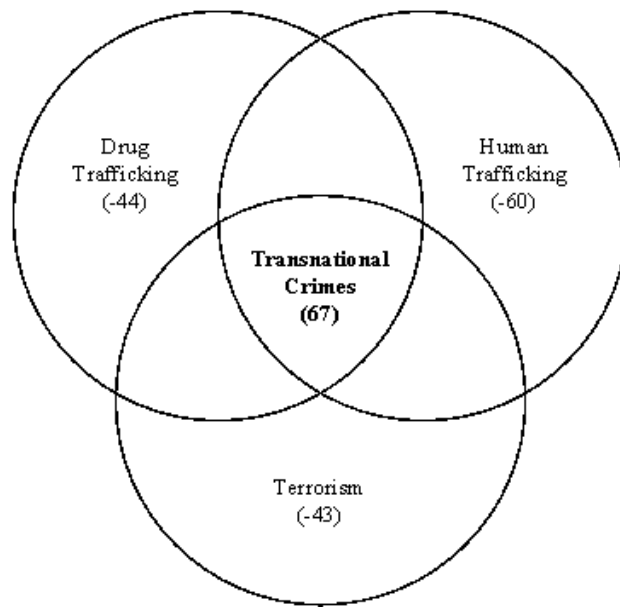 Drug
Trafficking
(-44)
Human
Trafficking
(-60)
Transnational
Crimes
(67)
Terrorism
(-43)